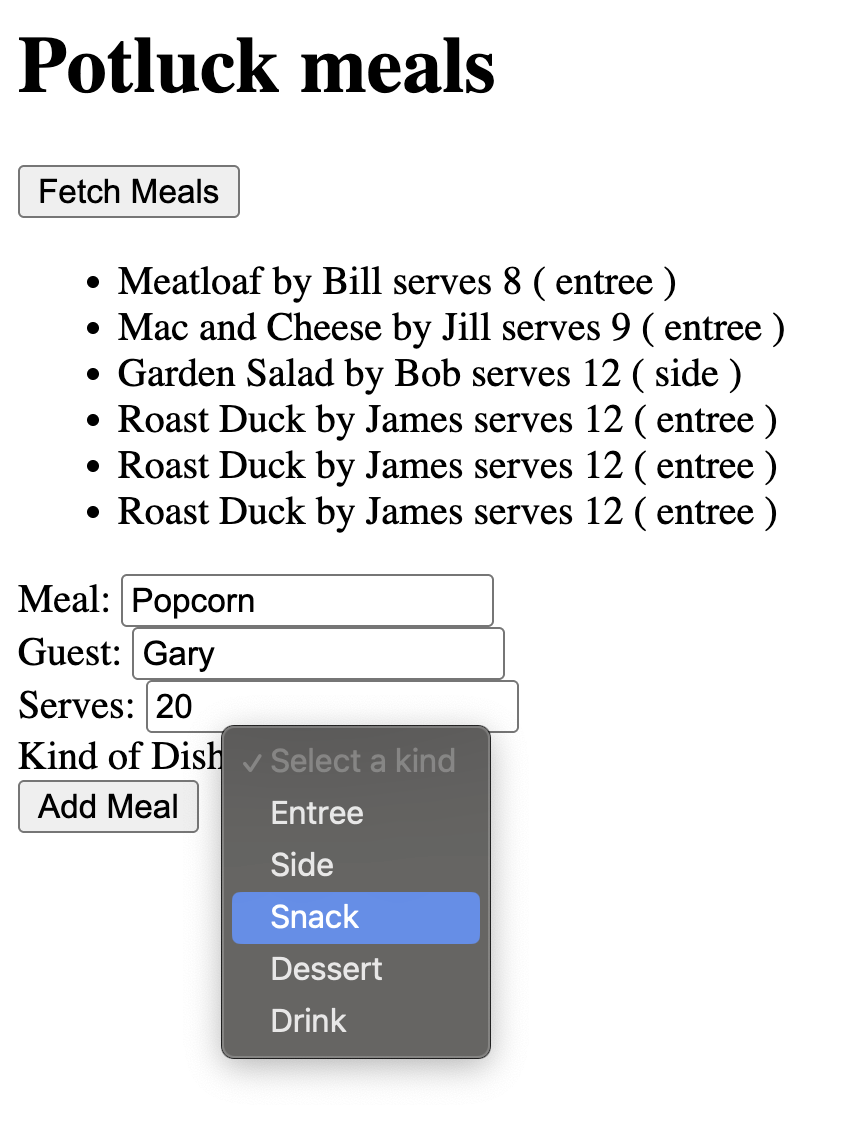 Potluck meals
Fetch Meals
• Meatloaf by Bill serves 8 ( entree )
• Mac and Cheese by Jill serves 9 ( entree )
• Garden Salad by Bob serves 12 ( side )
• Roast Duck by James serves 12 ( entree )
• Roast Duck by James serves 12 ( entree )
• Roast Duck by James serves 12 ( entree )
Meal: Popcorn
Guest: Gary
Serves: 20
Kind of Dish
✓ Select a kind
Entree
Side
Snack
Dessert
Drink
Add Meal